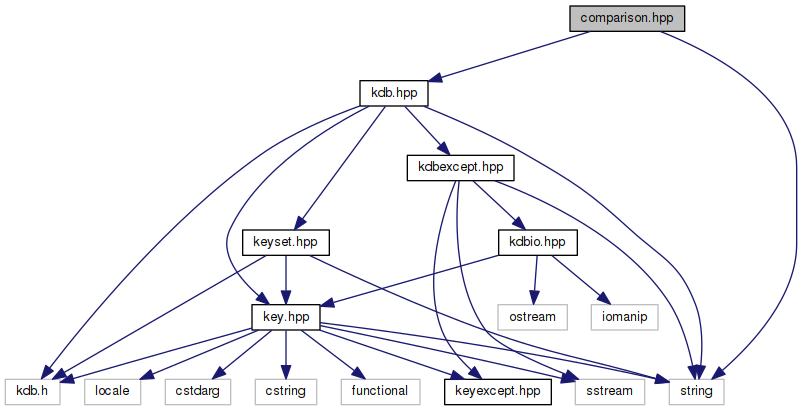 comparison.hpp
kdb.hpp
kdbexcept.hpp
keyset.hpp
kdbio.hpp
key.hpp
ostream
iomanip
kdb.h
locale
cstdarg
cstring
functional
keyexcept.hpp
sstream
string